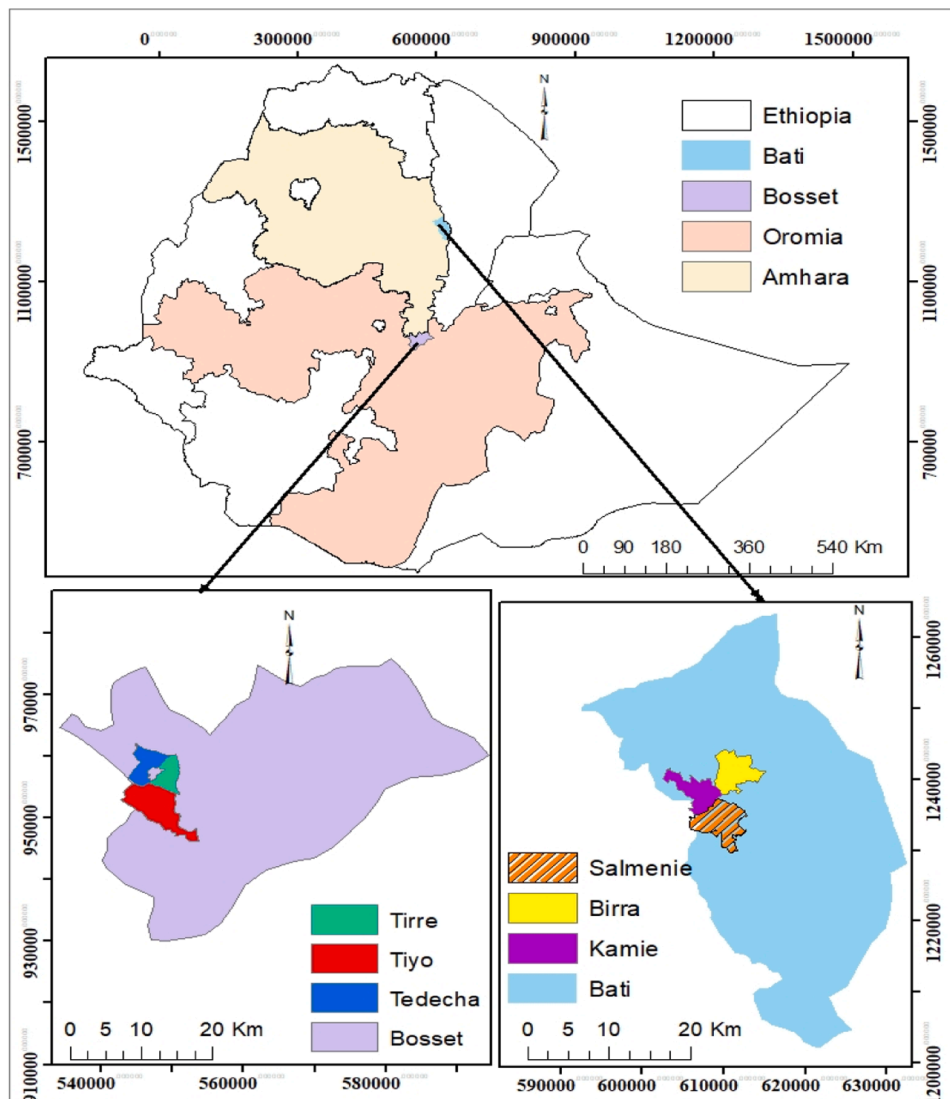 0 300000 600000 900000 1200000 1500000
1500000
1100000
700000
N
Ethiopia
Bati
Bosset
Oromia
Amhara
1500000
1100000
700000
0 90 180 360 540 Km
N
970000
950000
930000
910000
Tirre
Tiyo
Tedecha
Bosset
0 5 10 20 Km
540000 560000 580000
N
Salmenie
Birra
Kamie
Bati
0 5 10 20 Km
1260000
1240000
1220000
1200000
590000 600000 610000 620000 630000